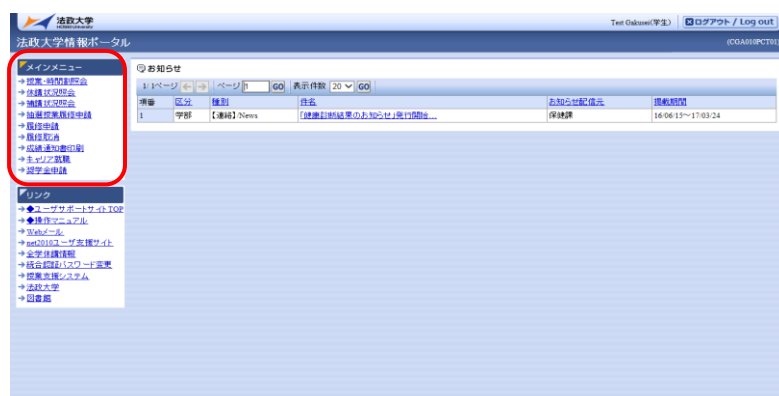 法政大学
HOSEI University
Test Gakusei(学生)
ログアウト / Log out
法政大学情報ポータル
(CGA010PCT01)
メインメニュー
授業・時間割照会
休講状況照会
補講状況照会
抽選授業履修申請
履修申請
履修取消
成績通知書印刷
キャリア就職
奨学金申請
リンク
◆ユーザサポートサイトTOP
◆操作マニュアル
Webメール
net2010ユーザ支援サイト
全学休講情報
統合認証パスワード変更
授業支援システム
法政大学
図書館
お知らせ
1/1ページ ページ 1 GO 表示件数 20 GO
項番 区分 種別 件名 お知らせ配信元 掲載期間
1 学部 【連絡】/News 「健康診断結果のお知らせ」発行開始... 保健課 16/06/15～17/03/24